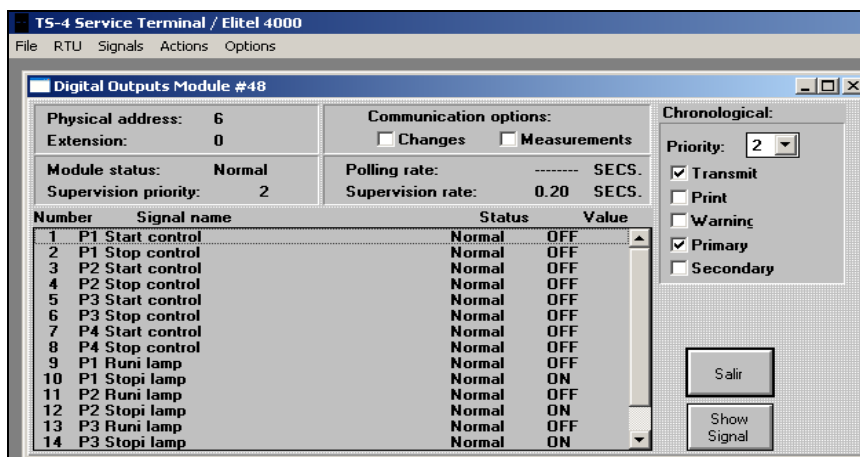 TS-4 Service Terminal / Elitel 4000
File RTU Signals Actions Options
Digital Outputs Module #48
Physical address: 6
Extension: 0
Communication options:
Changes Measurements
Module status: Normal
Supervision priority: 2
Polling rate: -------- SECS.
Supervision rate: 0.20 SECS.
Number Signal name Status Value
1 P1 Start control Normal OFF
2 P1 Stop control Normal OFF
3 P2 Start control Normal OFF
4 P2 Stop control Normal OFF
5 P3 Start control Normal OFF
6 P3 Stop control Normal OFF
7 P4 Start control Normal OFF
8 P4 Stop control Normal OFF
9 P1 Runi lamp Normal OFF
10 P1 Stopi lamp Normal ON
11 P2 Runi lamp Normal OFF
12 P2 Stopi lamp Normal ON
13 P3 Runi lamp Normal OFF
14 P3 Stopi lamp Normal ON
Chronological:
Priority: 2
Transmit
Print
Warning
Primary
Secondary
Salir
Show
Signal